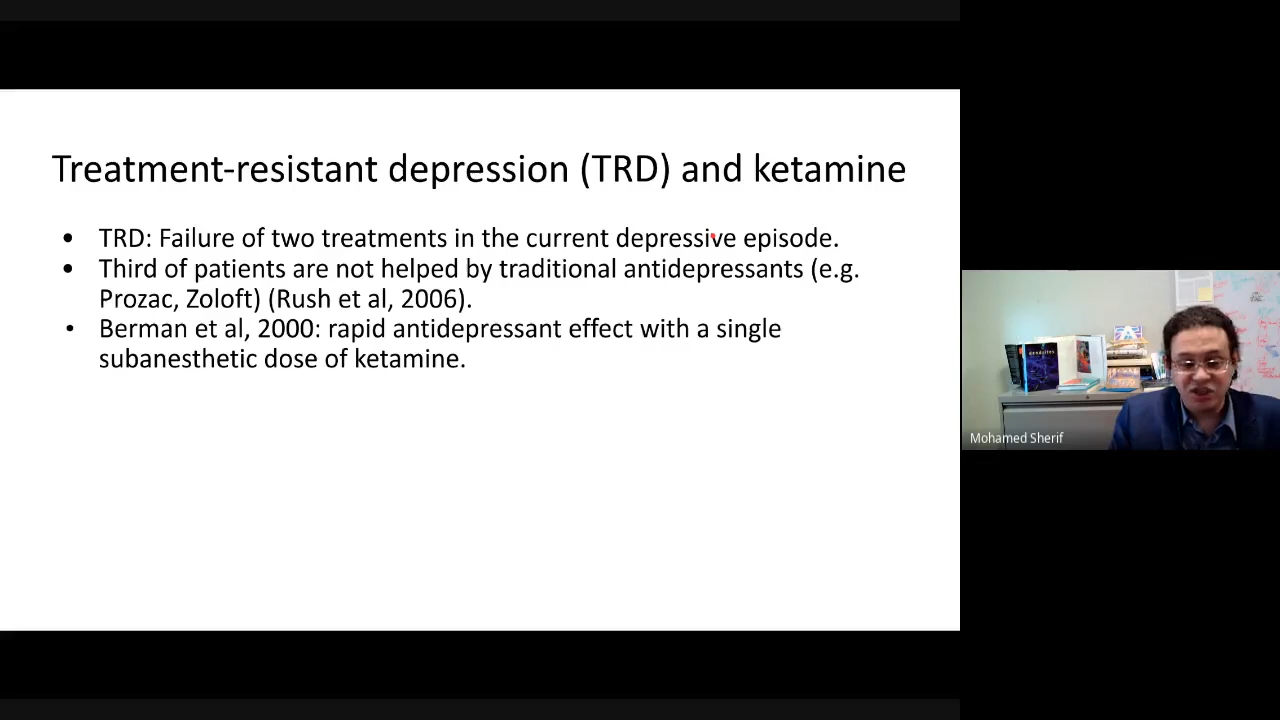 Treatment-resistant depression (TRD) and ketamine
• TRD: Failure of two treatments in the current depressive episode.
• Third of patients are not helped by traditional antidepressants (e.g.
Prozac, Zoloft) (Rush et al, 2006).
• Berman et al, 2000: rapid antidepressant effect with a single
subanesthetic dose of ketamine.
dendrites
Mohamed Sherif